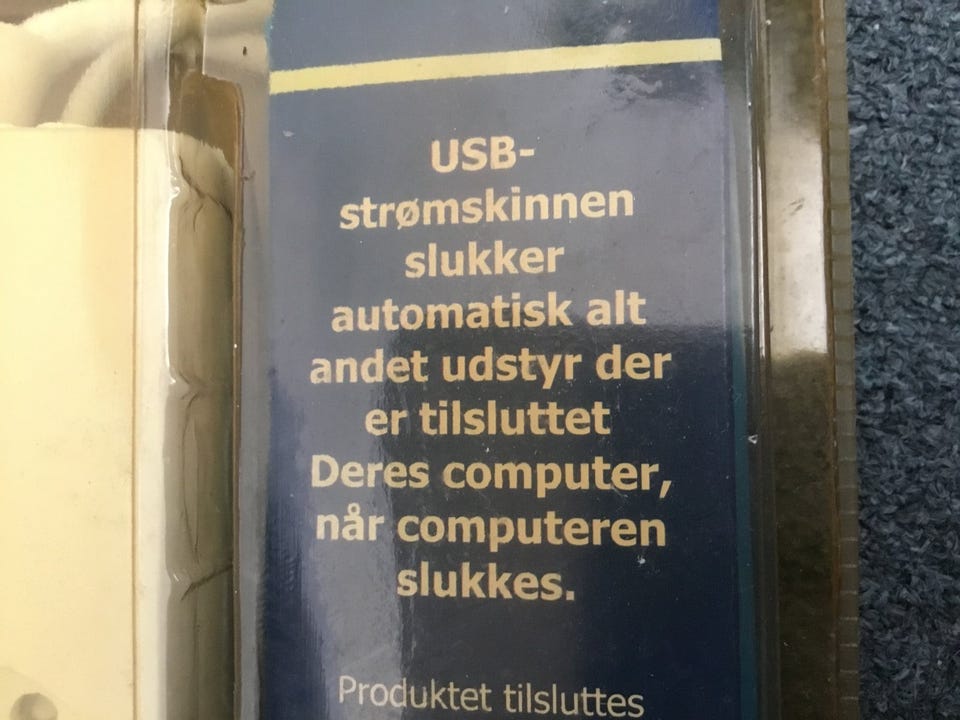 USB-
strømskinnen
slukker
automatisk alt
andet udstyr der
er tilsluttet
Deres computer,
når computeren
slukkes.
Produktet tilsluttes